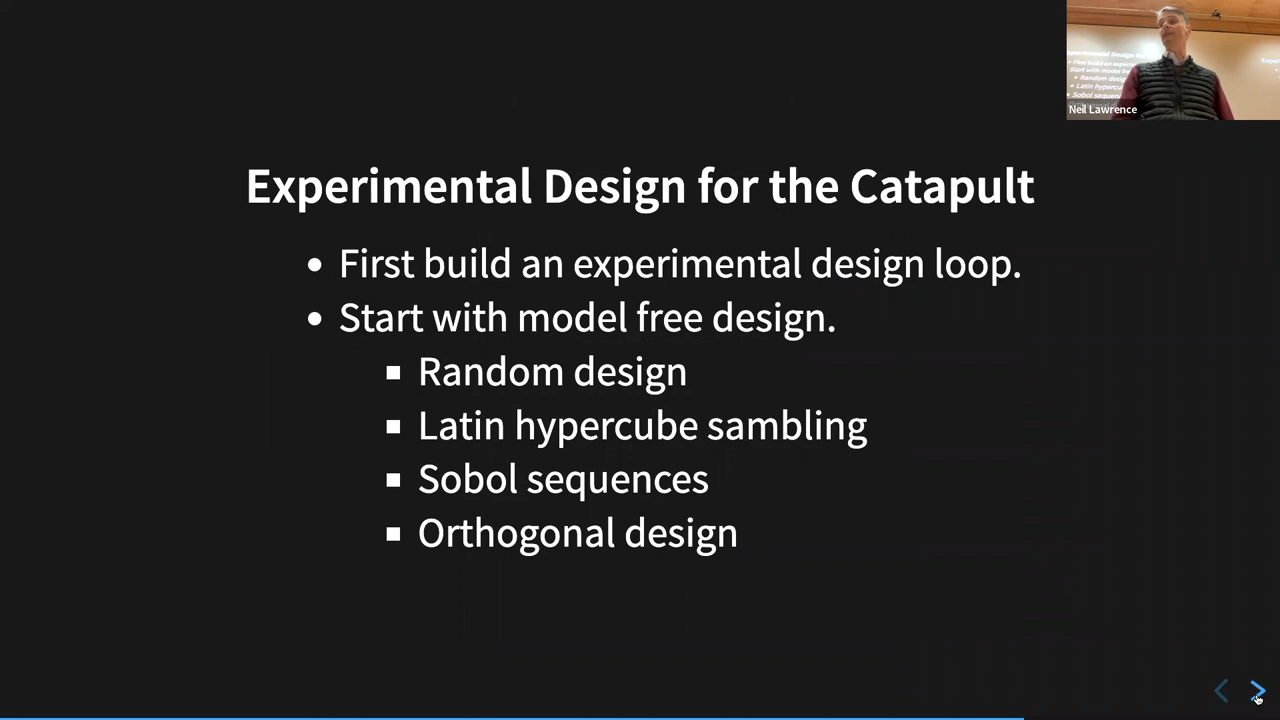 Experimental Design for the Catapult
First build an experimental design loop.
Start with model free design.
Random design
Latin hypercube sambling
Sobol sequences
Orthogonal design
Neil Lawrence